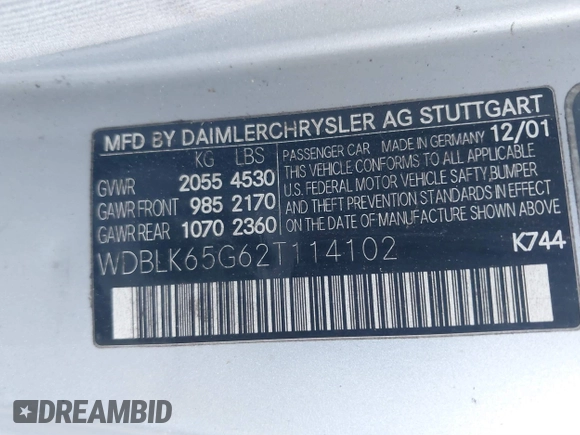 MFD BY DAIMLERCHRYSLER AG STUTTGART
KG LBS
GVWR 2055 4530
GAWR FRONT 985 2170
GAWR REAR 1070 2360
PASSENGER CAR MADE IN GERMANY 12/01
THIS VEHICLE CONFORMS TO ALL APPLICABLE
U.S. FEDERAL MOTOR VEHICLE SAFTY, BUMPER
AND THEFT PREVENTION STANDARDS IN EFFECT
ON THE DATE OF MANUFACTURE SHOWN ABOVE.
WDBLK65G62T114102
K744
DREAMBID